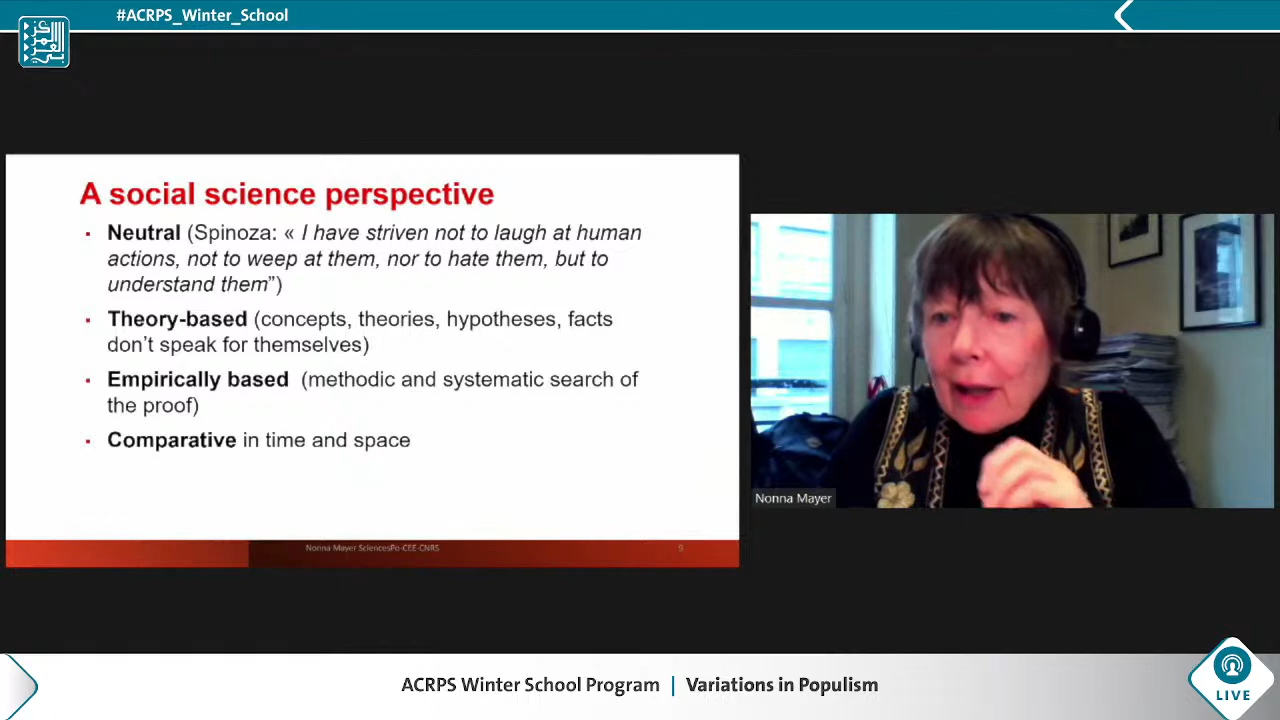 #ACRPS_Winter_School
A social science perspective
▪ Neutral (Spinoza: « I have striven not to laugh at human
actions, not to weep at them, nor to hate them, but to
understand them”)
▪ Theory-based (concepts, theories, hypotheses, facts
don’t speak for themselves)
▪ Empirically based (methodic and systematic search of
the proof)
▪ Comparative in time and space
Nonna Mayer SciencesPo-CEE-CNRS
9
Nonna Mayer
ACRPS Winter School Program | Variations in Populism
LIVE